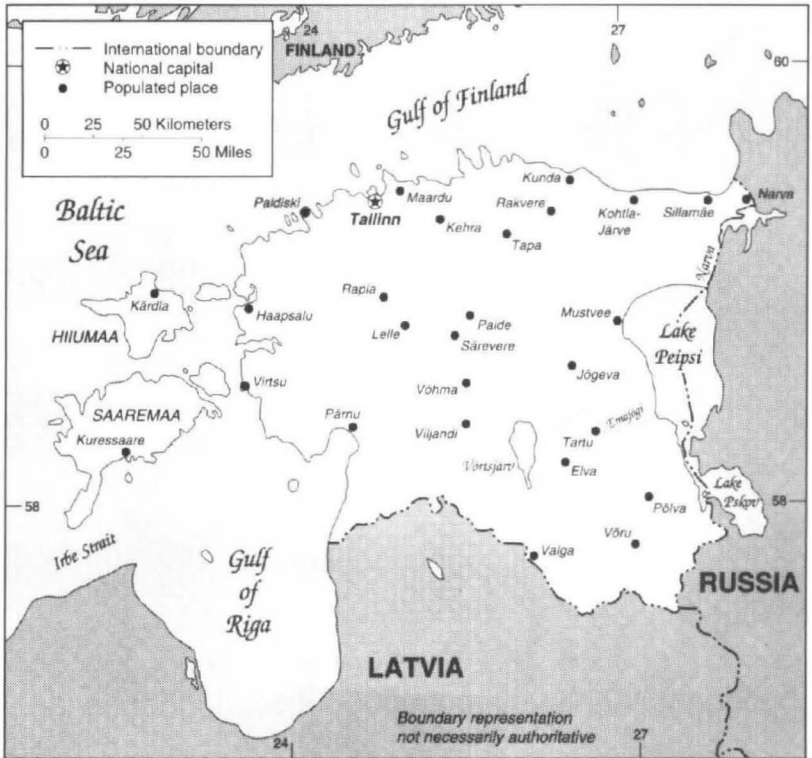 24
27
FINLAND
60
International boundary
National capital
Populated place
0 25 50 Kilometers
0 25 50 Miles
Gulf of Finland
Baltic
Sea
Paldiski
Tallinn
Maardu
Kehra
Kunda
Rakvere
Tapa
Kohtla-
Järve
Sillamäe
Narva
Narva
Kärdla
HIIUMAA
Haapsalu
Rapla
Lelle
Paide
Särevere
Mustvee
Lake
Peipsi
Virtsu
Võhma
Jõgeva
SAAREMAA
Kuressaare
Pärnu
Viljandi
Emajõgi
Tartu
Võrtsjärv
Elva
Lake
Pskov
58
58
Põlva
Võru
Valga
Irbe Strait
Gulf
of
Riga
RUSSIA
LATVIA
Boundary representation
not necessarily authoritative
24
27